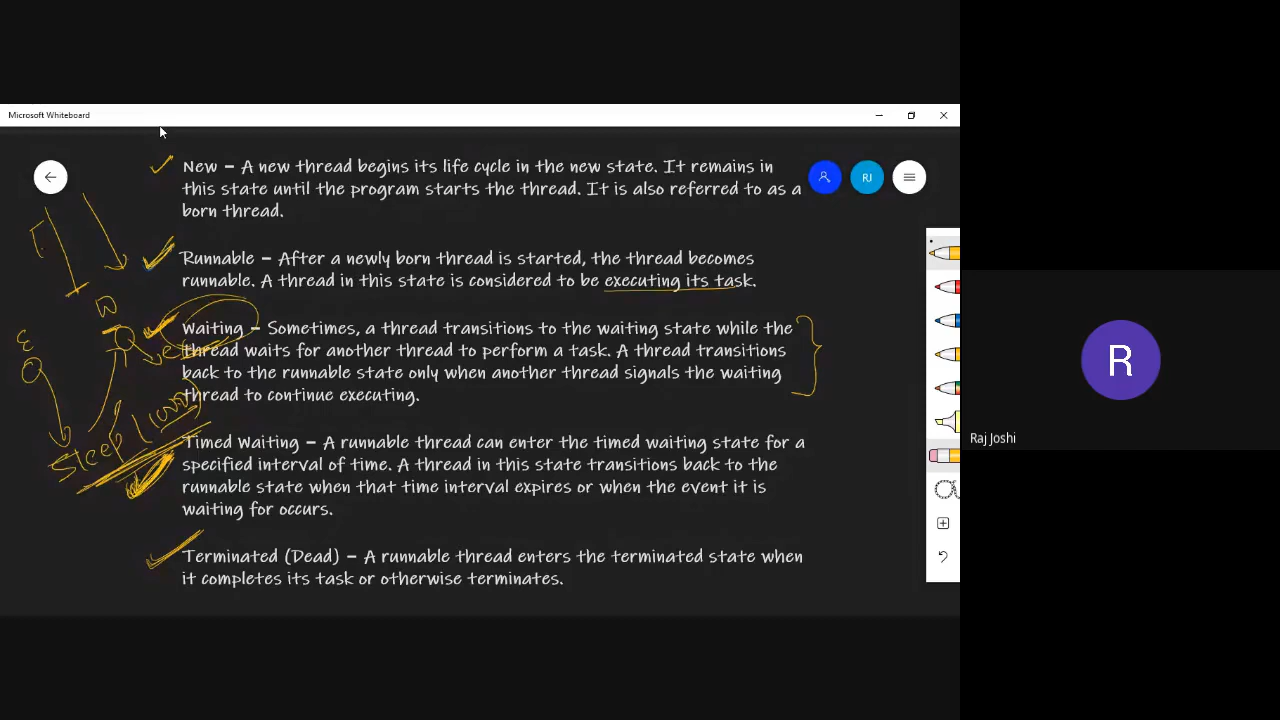 Microsoft Whiteboard
New – A new thread begins its life cycle in the new state. It remains in
this state until the program starts the thread. It is also referred to as a
born thread.
RJ
Runnable – After a newly born thread is started, the thread becomes
runnable. A thread in this state is considered to be executing its task.
Waiting – Sometimes, a thread transitions to the waiting state while the
thread waits for another thread to perform a task. A thread transitions
back to the runnable state only when another thread signals the waiting
thread to continue executing.
Sleep(
Timed Waiting – A runnable thread can enter the timed waiting state for a
specified interval of time. A thread in this state transitions back to the
runnable state when that time interval expires or when the event it is
waiting for occurs.
Terminated (Dead) – A runnable thread enters the terminated state when
it completes its task or otherwise terminates.
R
Raj Joshi